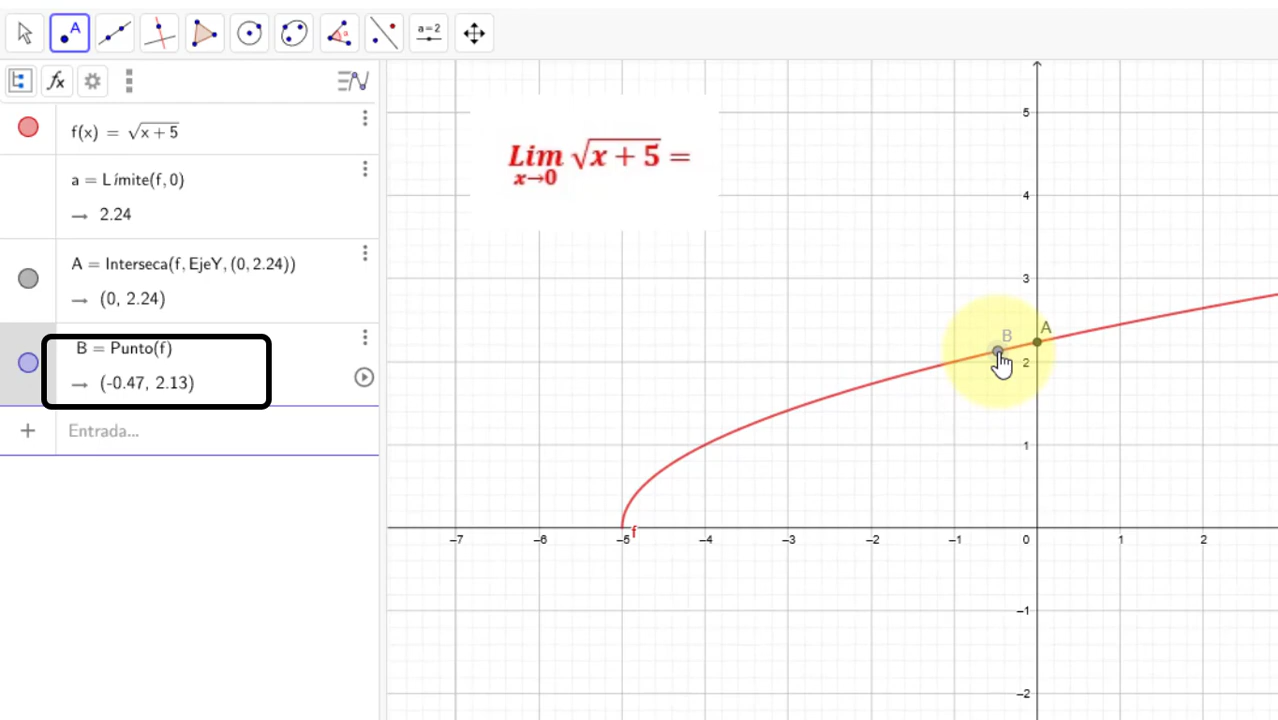 A
a=2
fx
f(x) = √x + 5
a = Límite(f, 0)
→ 2.24
A = Interseca(f, EjeY, (0, 2.24))
→ (0, 2.24)
B = Punto(f)
→ (-0.47, 2.13)
+ Entrada...
Lim √x + 5 =
x→0
5
4
3
2
1
B
A
f
-7 -6 -5 -4 -3 -2 -1 0 1 2
-1
-2